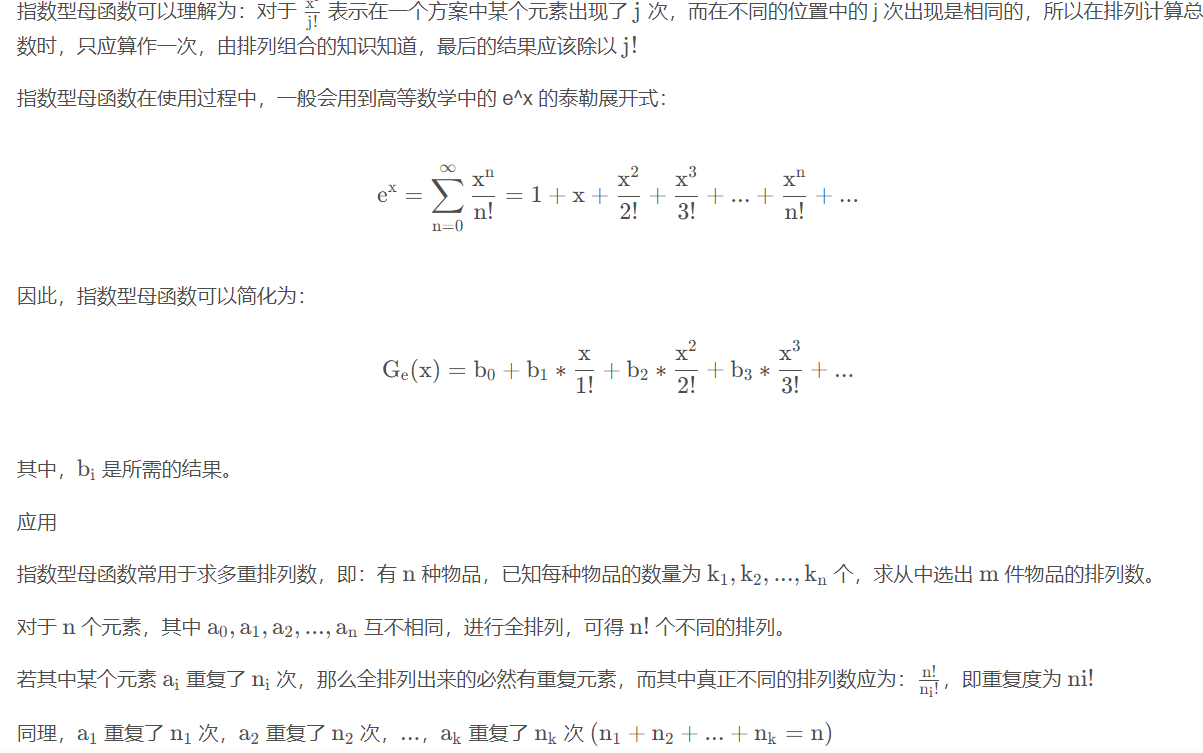 指数型母函数可以理解为：对于 x^j/j! 表示在一个方案中某个元素出现了 j 次，而在不同的位置中的 j 次出现是相同的，所以在排列计算总
数时，只应算作一次，由排列组合的知识知道，最后的结果应该除以 j!
指数型母函数在使用过程中，一般会用到高等数学中的 e^x 的泰勒展开式：
e^x = ∑_{n=0}^{∞} x^n/n! = 1 + x + x^2/2! + x^3/3! + ... + x^n/n! + ...
因此，指数型母函数可以简化为：
G_e(x) = b_0 + b_1 * x/1! + b_2 * x^2/2! + b_3 * x^3/3! + ...
其中，b_i 是所需的结果。
应用
指数型母函数常用于求多重排列数，即：有 n 种物品，已知每种物品的数量为 k_1, k_2, ..., k_n 个，求从中选出 m 件物品的排列数。
对于 n 个元素，其中 a_0, a_1, a_2, ..., a_n 互不相同，进行全排列，可得 n! 个不同的排列。
若其中某个元素 a_i 重复了 n_i 次，那么全排列出来的必然有重复元素，而其中真正不同的排列数应为：n!/n_i!，即重复度为 ni!
同理，a_1 重复了 n_1 次，a_2 重复了 n_2 次，...，a_k 重复了 n_k 次 (n_1 + n_2 + ... + n_k = n)